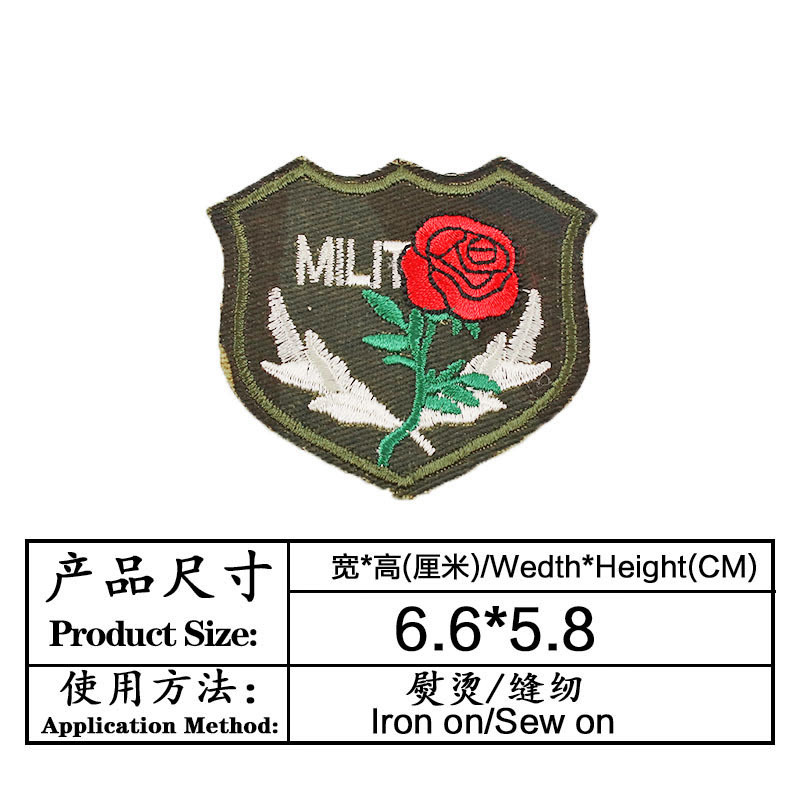 MILIT
产品尺寸
宽*高(厘米)/Wedth*Height(CM)
Product Size:
6.6*5.8
使用方法：
熨烫/缝纫
Application Method:
Iron on/Sew on